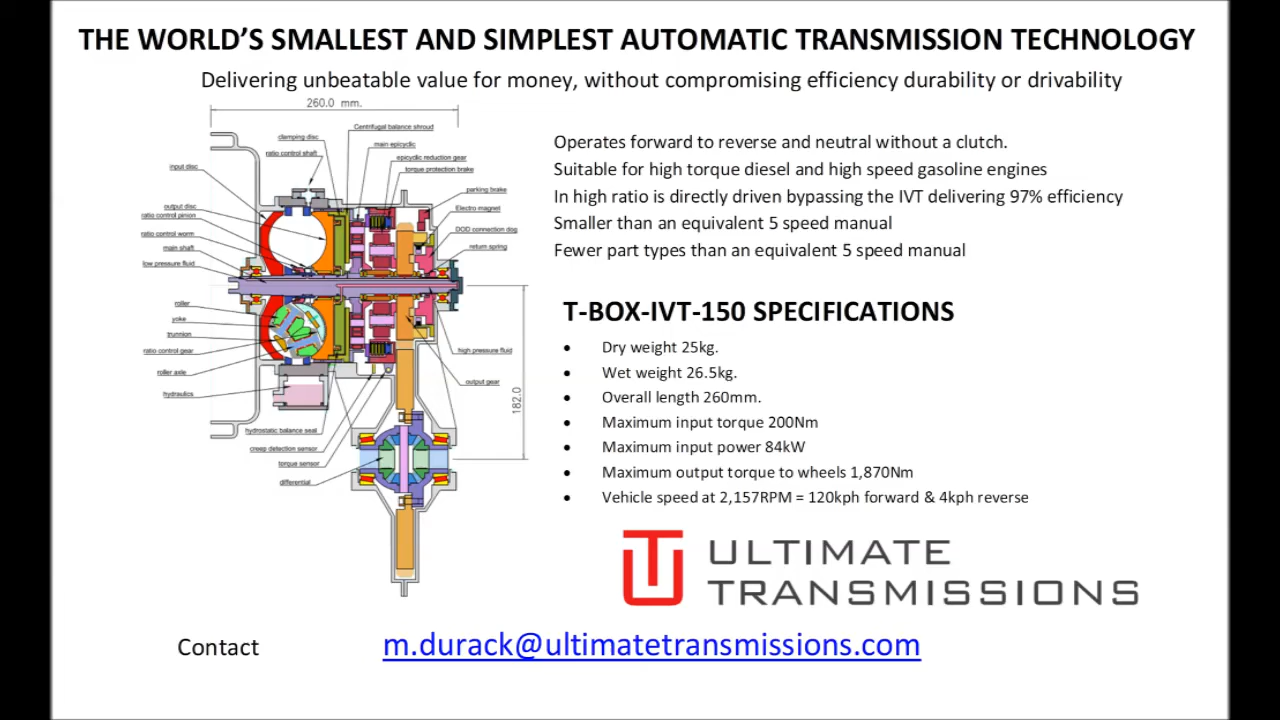 THE WORLD’S SMALLEST AND SIMPLEST AUTOMATIC TRANSMISSION TECHNOLOGY
Delivering unbeatable value for money, without compromising efficiency durability or drivability
260.0 mm.
Centrifugal balance shroud
clamping disc
main epicyclic
ratio control shaft
epicyclic reduction gear
input disc
torque protection brake
parking brake
output disc
Electro magnet
ratio control pinion
DOD connection dog
ratio control worm
return spring
main shaft
low pressure fluid
roller
yoke
trunnion
ratio control gear
high pressure fluid
roller axle
output gear
hydraulics
182.0
hydrostatic balance seal
creep detection sensor
torque sensor
differential
Operates forward to reverse and neutral without a clutch.
Suitable for high torque diesel and high speed gasoline engines
In high ratio is directly driven bypassing the IVT delivering 97% efficiency
Smaller than an equivalent 5 speed manual
Fewer part types than an equivalent 5 speed manual
T-BOX-IVT-150 SPECIFICATIONS
• Dry weight 25kg.
• Wet weight 26.5kg.
• Overall length 260mm.
• Maximum input torque 200Nm
• Maximum input power 84kW
• Maximum output torque to wheels 1,870Nm
• Vehicle speed at 2,157RPM = 120kph forward & 4kph reverse
ULTIMATE
TRANSMISSIONS
Contact m.durack@ultimatetransmissions.com